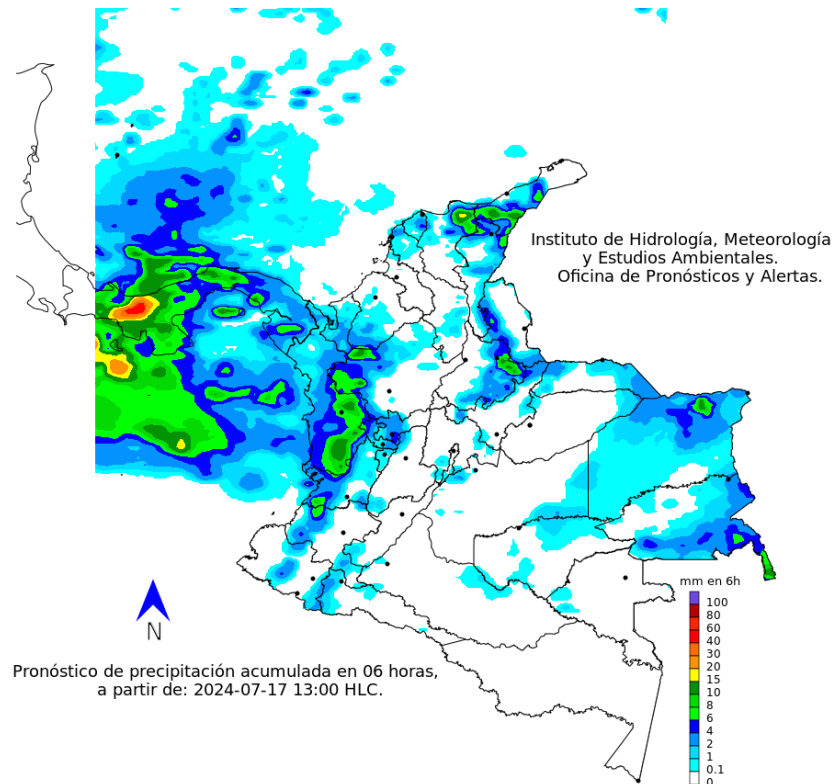 Instituto de Hidrología, Meteorología
y Estudios Ambientales.
Oficina de Pronósticos y Alertas.
mm en 6h
100
80
60
40
30
20
15
10
8
6
4
2
1
0.1
0
N
Pronóstico de precipitación acumulada en 06 horas,
a partir de: 2024-07-17 13:00 HLC.